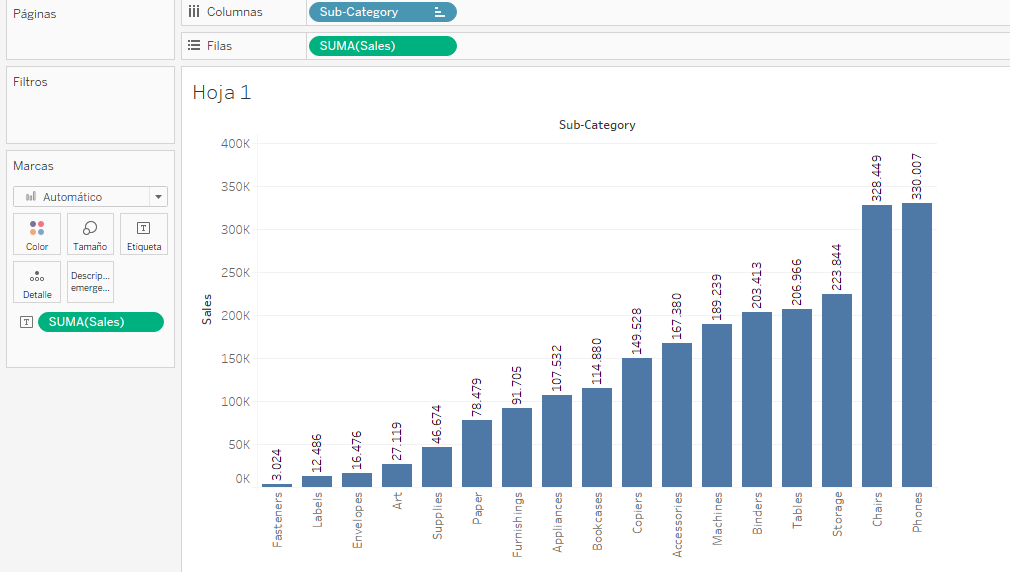 Páginas
Columnas
Sub-Category
Filas
SUMA(Sales)
Filtros
Marcas
Automático
Color
Tamaño
T
Etiqueta
Detalle
Descrip...
emerge...
T
SUMA(Sales)
Hoja 1
Sub-Category
400K
350K
300K
250K
200K
150K
100K
50K
0K
Sales
3.024
12.486
16.476
27.119
46.674
78.479
91.705
107.532
114.880
149.528
167.380
189.239
203.413
206.966
223.844
328.449
330.007
Fasteners
Labels
Envelopes
Art
Supplies
Paper
Furnishings
Appliances
Bookcases
Copiers
Accessories
Machines
Binders
Tables
Storage
Chairs
Phones